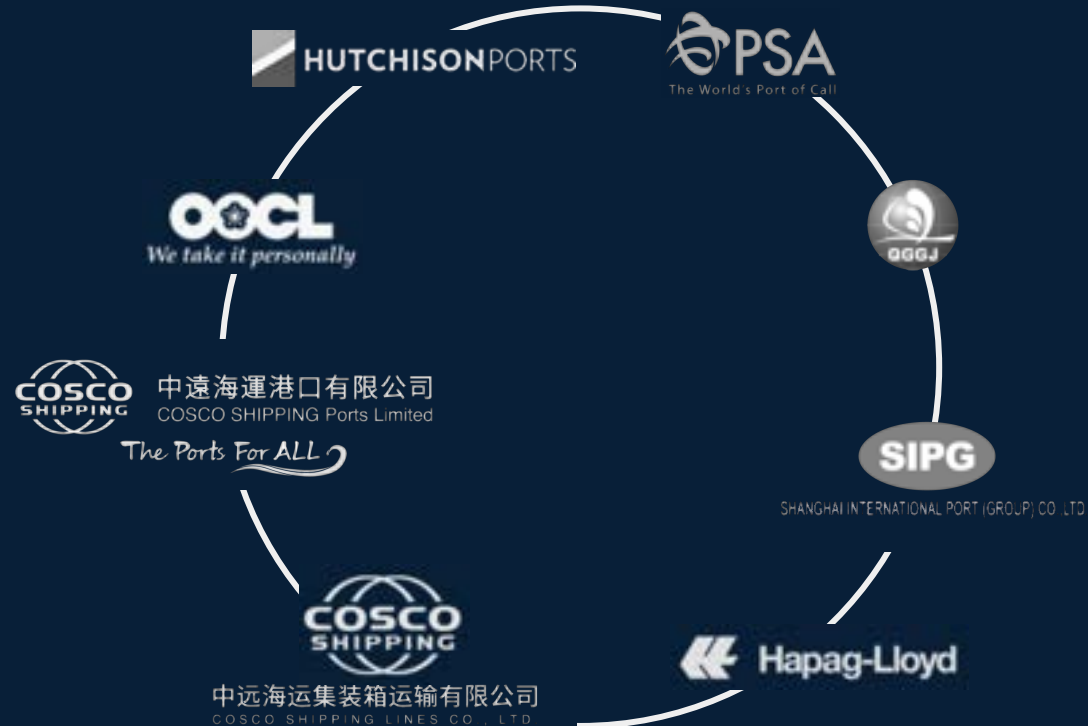 HUTCHISONPORTS
PSA
The World's Port of Call
OOCL
We take it personally
QGGJ
COSCO
SHIPPING
中遠海運港口有限公司
COSCO SHIPPING Ports Limited
The Ports For ALL
SIPG
SHANGHAI INTERNATIONAL PORT (GROUP) CO .LTD
COSCO
SHIPPING
中远海运集装箱运输有限公司
COSCO SHIPPING LINES CO . LTD
Hapag-Lloyd